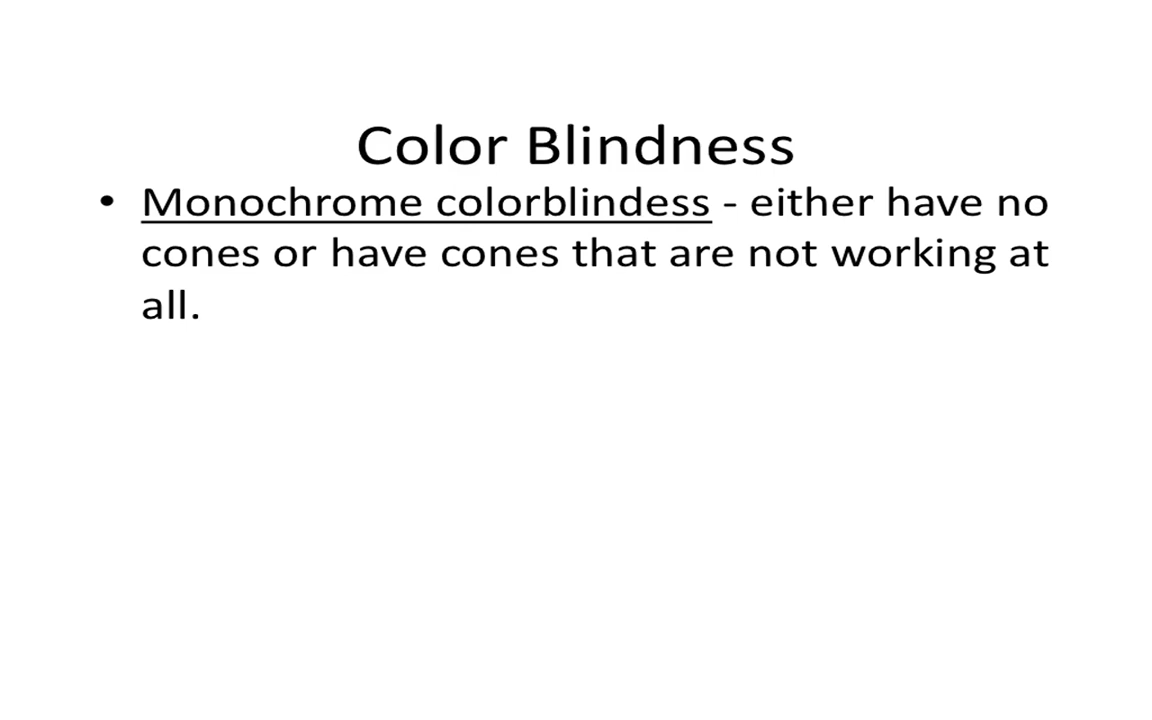 Color Blindness
• Monochrome colorblindess - either have no
cones or have cones that are not working at
all.